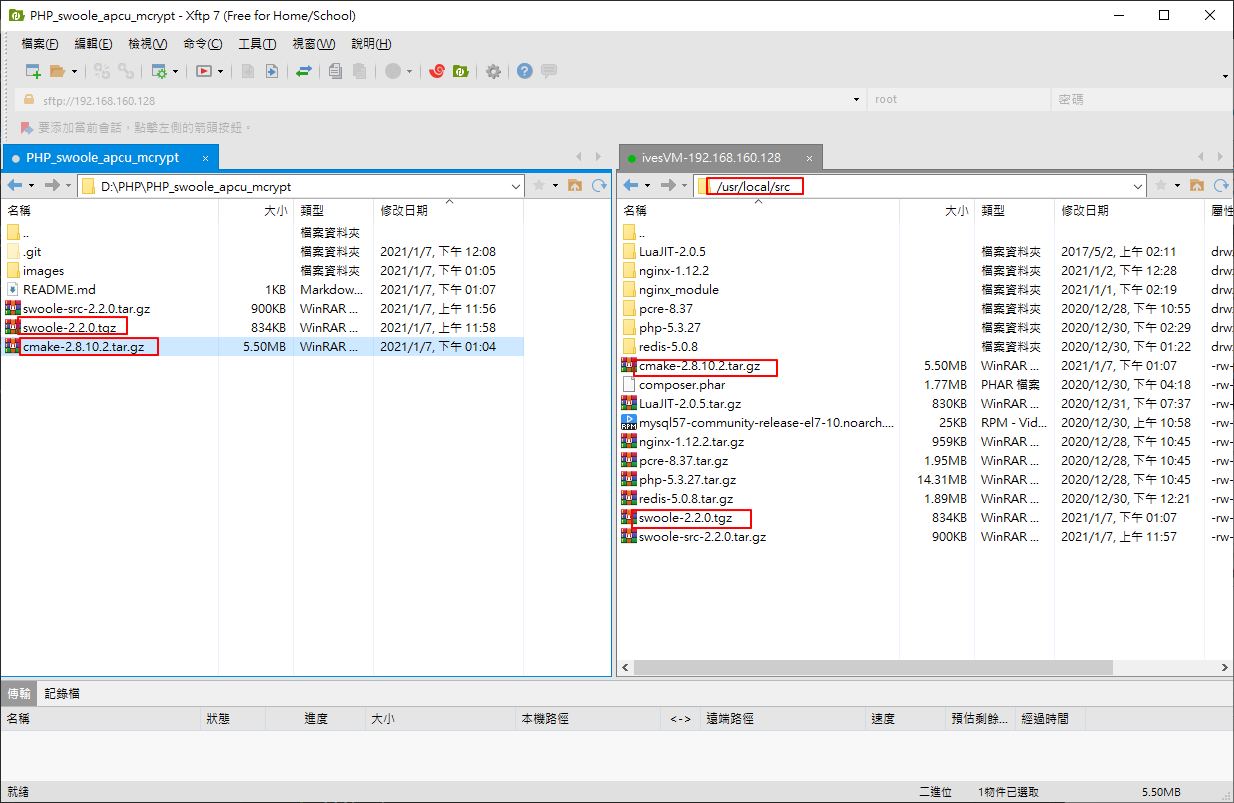 PHP_swoole_apcu_mcrypt - Xftp 7 (Free for Home/School)
檔案(F) 編輯(E) 檢視(V) 命令(C) 工具(T) 視窗(W) 說明(H)
sftp://192.168.160.128 root 密碼
要添加當前會話，點擊左側的箭頭按鈕。
PHP_swoole_apcu_mcrypt ×
D:\PHP\PHP_swoole_apcu_mcrypt
名稱 大小 類型 修改日期
.. 檔案資料夾
.git 檔案資料夾 2021/1/7, 下午 12:08
images 檔案資料夾 2021/1/7, 下午 01:05
README.md 1KB Markdow... 2021/1/7, 下午 01:07
swoole-src-2.2.0.tar.gz 900KB WinRAR ... 2021/1/7, 上午 11:56
swoole-2.2.0.tgz 834KB WinRAR ... 2021/1/7, 上午 11:58
cmake-2.8.10.2.tar.gz 5.50MB WinRAR ... 2021/1/7, 下午 01:04
ivesVM-192.168.160.128 ×
/usr/local/src
名稱 大小 類型 修改日期 屬性
..
LuaJIT-2.0.5 檔案資料夾 2017/5/2, 上午 02:11 drwx
nginx-1.12.2 檔案資料夾 2021/1/2, 上午 12:28 drwx
nginx_module 檔案資料夾 2021/1/1, 上午 02:19 drwx
pcre-8.37 檔案資料夾 2020/12/28, 下午 10:55 drwx
php-5.3.27 檔案資料夾 2020/12/30, 上午 02:29 drwx
redis-5.0.8 檔案資料夾 2020/12/30, 上午 01:22 drwx
cmake-2.8.10.2.tar.gz 5.50MB WinRAR ... 2021/1/7, 下午 01:07 -rw-
composer.phar 1.77MB PHAR 檔案 2020/12/30, 上午 04:18 -rw-
LuaJIT-2.0.5.tar.gz 830KB WinRAR ... 2020/12/31, 下午 07:37 -rw-
mysql57-community-release-el7-10.noarch.... 25KB RPM - Vid... 2020/12/30, 上午 10:58 -rw-
nginx-1.12.2.tar.gz 959KB WinRAR ... 2020/12/28, 下午 10:45 -rw-
pcre-8.37.tar.gz 1.95MB WinRAR ... 2020/12/28, 下午 10:45 -rw-
php-5.3.27.tar.gz 14.31MB WinRAR ... 2020/12/28, 下午 10:45 -rw-
redis-5.0.8.tar.gz 1.89MB WinRAR ... 2020/12/30, 下午 12:21 -rw-
swoole-2.2.0.tgz 834KB WinRAR ... 2021/1/7, 下午 01:07 -rw-
swoole-src-2.2.0.tar.gz 900KB WinRAR ... 2021/1/7, 上午 11:57 -rw-
傳輸 記錄檔
名稱 狀態 進度 大小 本機路徑 <-> 遠端路徑 速度 預估剩餘... 經過時間
就緒 二進位 1物件已選取 5.50MB